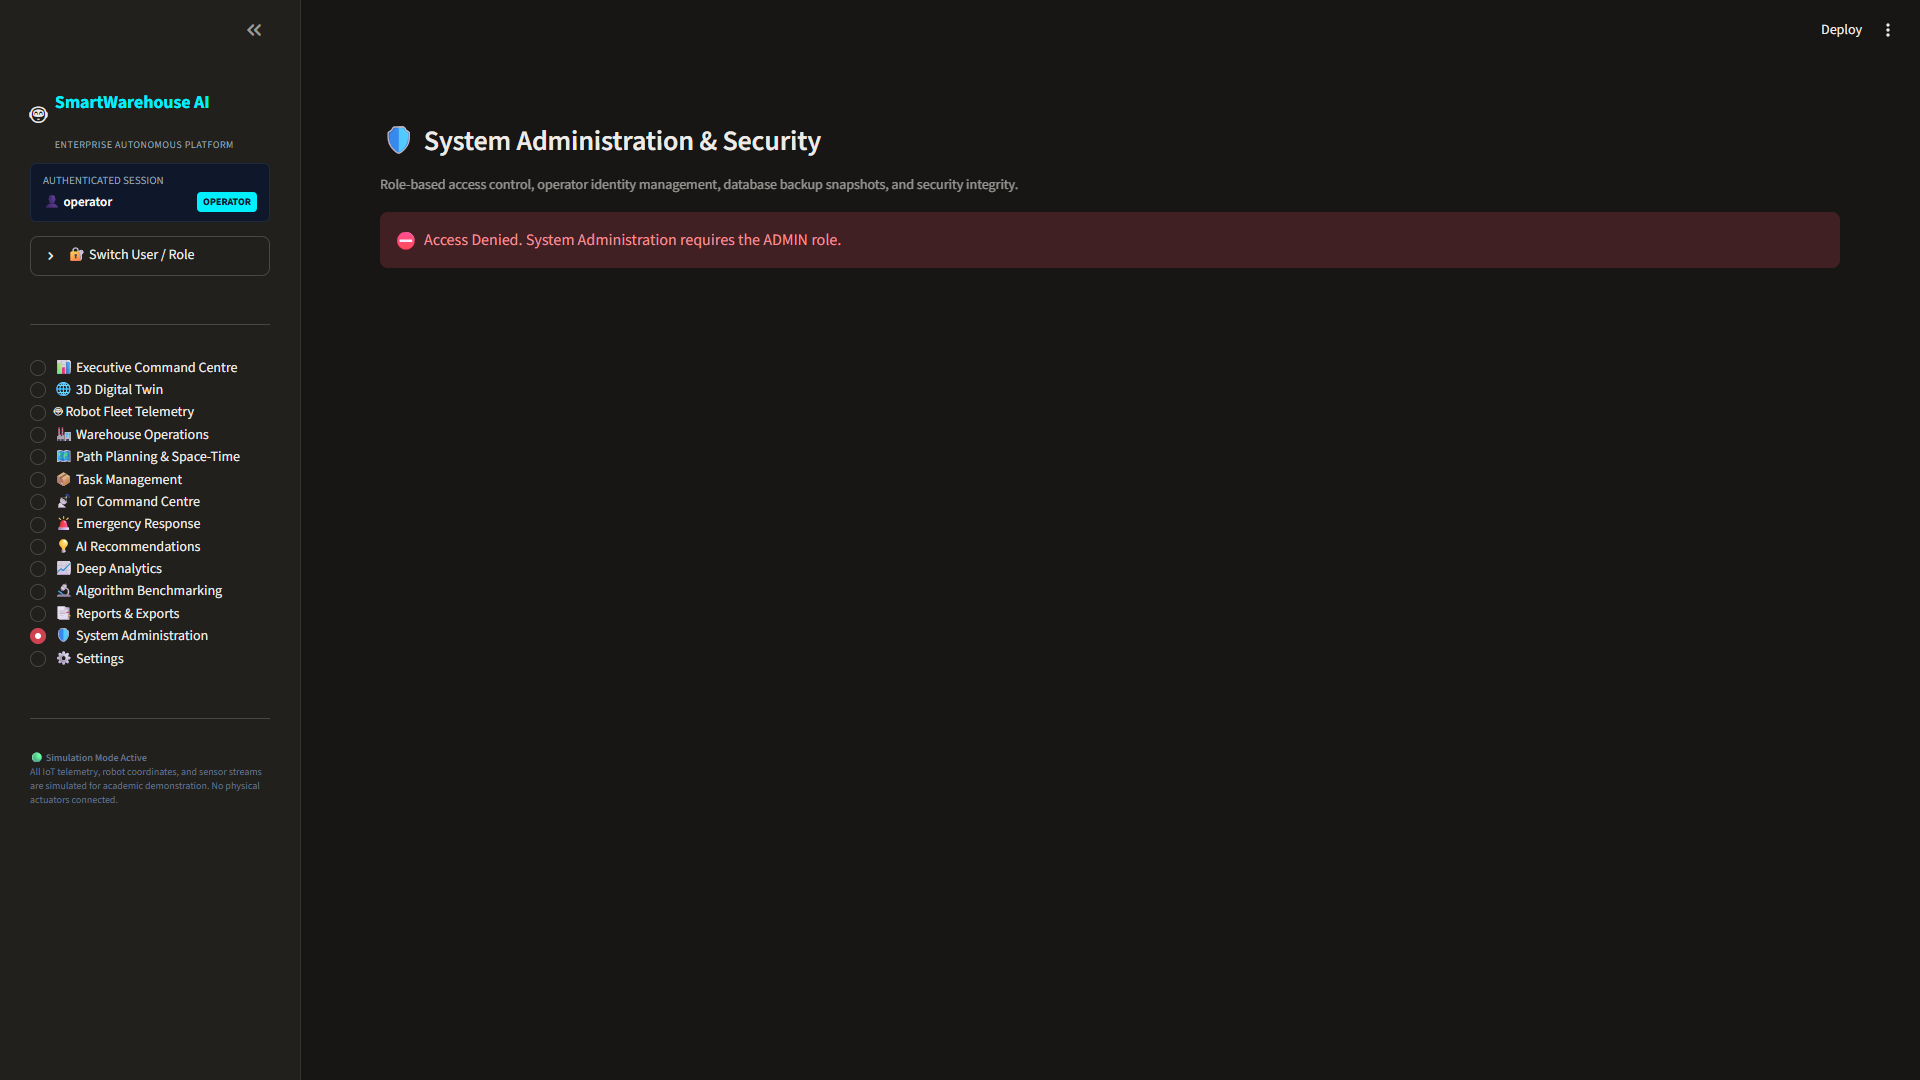 Deploy
SmartWarehouse AI
ENTERPRISE AUTONOMOUS PLATFORM
AUTHENTICATED SESSION
operator
OPERATOR
Switch User / Role
Executive Command Centre
3D Digital Twin
Robot Fleet Telemetry
Warehouse Operations
Path Planning & Space-Time
Task Management
IoT Command Centre
Emergency Response
AI Recommendations
Deep Analytics
Algorithm Benchmarking
Reports & Exports
System Administration
Settings
Simulation Mode Active
All IoT telemetry, robot coordinates, and sensor streams
are simulated for academic demonstration. No physical
actuators connected.
System Administration & Security
Role-based access control, operator identity management, database backup snapshots, and security integrity.
Access Denied. System Administration requires the ADMIN role.